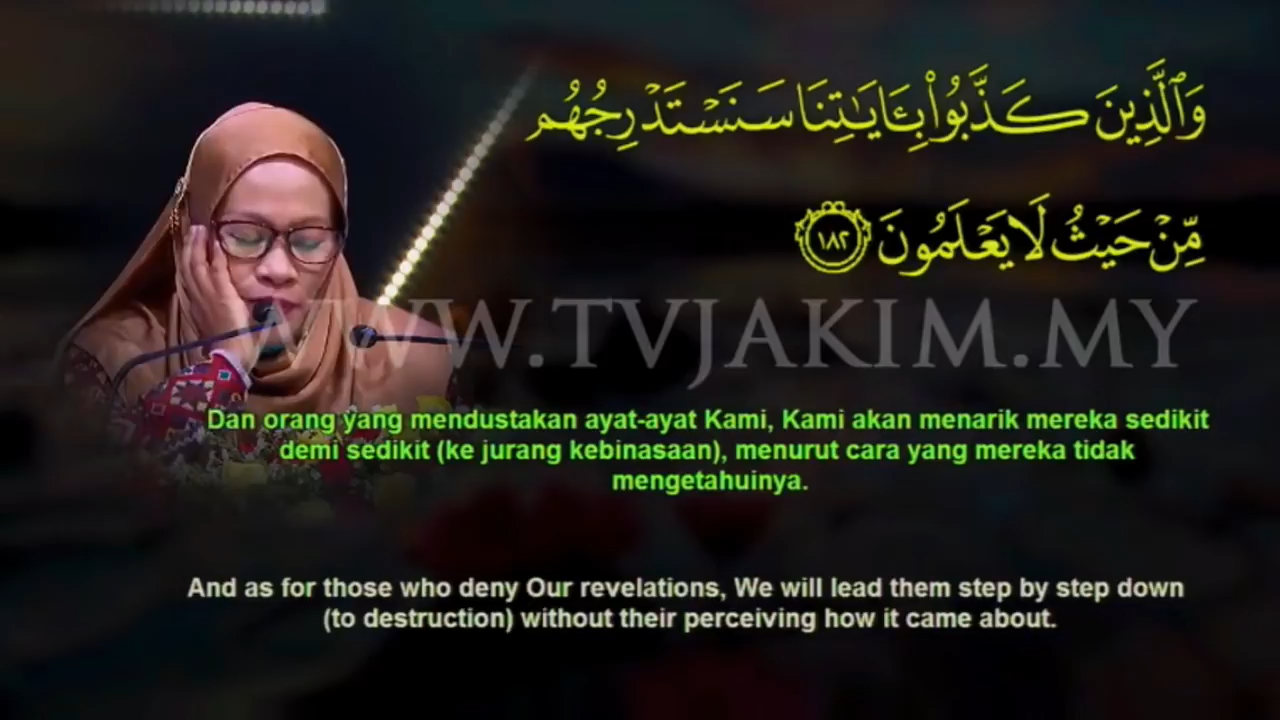 وَٱلَّذِينَ كَذَّبُوا۟ بِـَٔايَـٰتِنَا سَنَسْتَدْرِجُهُم
مِّنْ حَيْثُ لَا يَعْلَمُونَ ١٨٢
WWW.TVJAKIM.MY
Dan orang yang mendustakan ayat-ayat Kami, Kami akan menarik mereka sedikit
demi sedikit (ke jurang kebinasaan), menurut cara yang mereka tidak
mengetahuinya.
And as for those who deny Our revelations, We will lead them step by step down
(to destruction) without their perceiving how it came about.